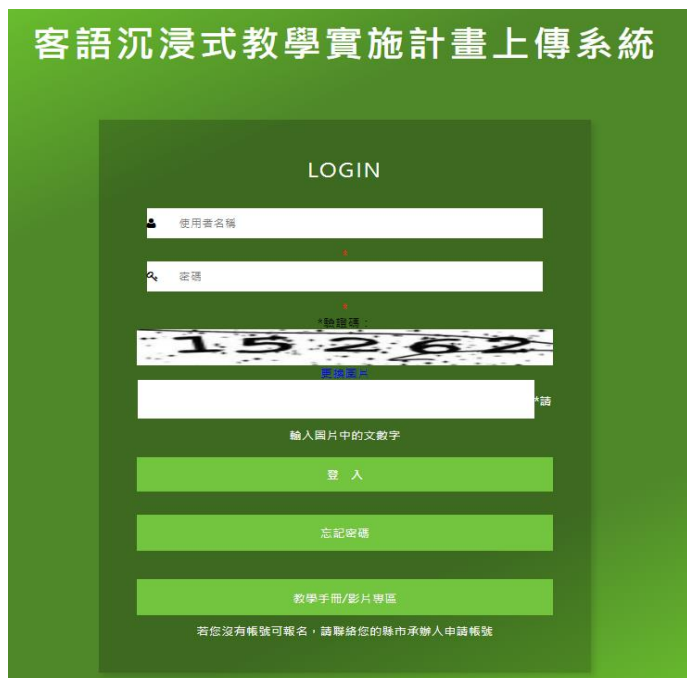 客語沉浸式教學實施計畫上傳系統
LOGIN
使用者名稱
*
密碼
*
*驗證碼：
15262
更換圖片
*請
輸入圖片中的文數字
登 入
忘記密碼
教學手冊/影片專區
若您沒有帳號可報名，請聯絡您的縣市承辦人申請帳號